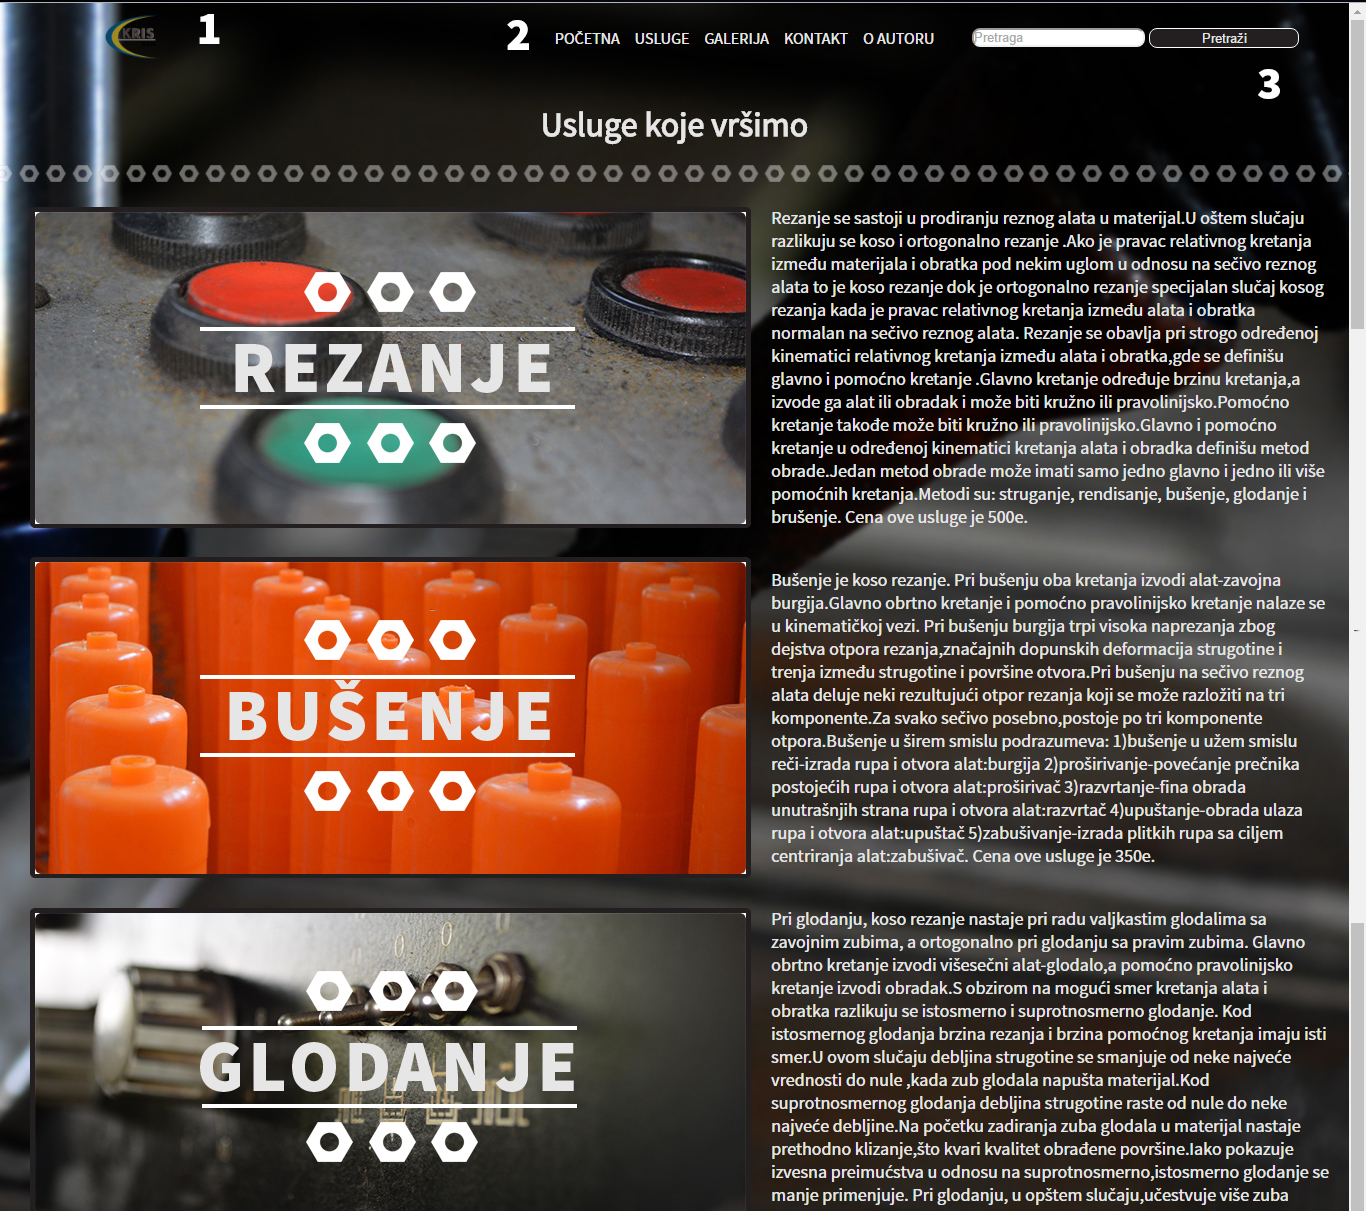 KRIS
1
2
POČETNA USLUGE GALERIJA KONTAKT O AUTORU
Pretraga
Pretraži
3
Usluge koje vršimo
REZANJE
Rezanje se sastoji u prodiranju reznog alata u materijal.U oštem slučaju
razlikuju se koso i ortogonalno rezanje .Ako je pravac relativnog kretanja
između materijala i obratka pod nekim uglom u odnosu na sečivo reznog
alata to je koso rezanje dok je ortogonalno rezanje specijalan slučaj kosog
rezanja kada je pravac relativnog kretanja između alata i obratka
normalan na sečivo reznog alata. Rezanje se obavlja pri strogo određenoj
kinematici relativnog kretanja između alata i obratka,gde se definišu
glavno i pomoćno kretanje .Glavno kretanje određuje brzinu kretanja,a
izvode ga alat ili obradak i može biti kružno ili pravolinijsko.Pomoćno
kretanje takođe može biti kružno ili pravolinijsko.Glavno i pomoćno
kretanje u određenoj kinematici kretanja alata i obradka definišu metod
obrade.Jedan metod obrade može imati samo jedno glavno i jedno ili više
pomoćnih kretanja.Metodi su: struganje, rendisanje, bušenje, glodanje i
brušenje. Cena ove usluge je 500e.
BUŠENJE
Bušenje je koso rezanje. Pri bušenju oba kretanja izvodi alat-zavojna
burgija.Glavno obrtno kretanje i pomoćno pravolinijsko kretanje nalaze se
u kinematičkoj vezi. Pri bušenju burgija trpi visoka naprezanja zbog
dejstva otpora rezanja,značajnih dopunskih deformacija strugotine i
trenja između strugotine i površine otvora.Pri bušenju na sečivo reznog
alata deluje neki rezultujući otpor rezanja koji se može razložiti na tri
komponente.Za svako sečivo posebno,postoje po tri komponente
otpora.Bušenje u širem smislu podrazumeva: 1)bušenje u užem smislu
reči-izrada rupa i otvora alat:burgija 2)proširivanje-povećanje prečnika
postojećih rupa i otvora alat:proširivač 3)razvrtanje-fina obrada
unutrašnjih strana rupa i otvora alat:razvrtač 4)upuštanje-obrada ulaza
rupa i otvora alat:upuštač 5)zabušivanje-izrada plitkih rupa sa ciljem
centriranja alat:zabušivač. Cena ove usluge je 350e.
GLODANJE
Pri glodanju, koso rezanje nastaje pri radu valjkastim glodalima sa
zavojnim zubima, a ortogonalno pri glodanju sa pravim zubima. Glavno
obrtno kretanje izvodi višesečni alat-glodalo,a pomoćno pravolinijsko
kretanje izvodi obradak.S obzirom na mogući smer kretanja alata i
obratka razlikuju se istosmerno i suprotnosmerno glodanje. Kod
istosmernog glodanja brzina rezanja i brzina pomoćnog kretanja imaju isti
smer.U ovom slučaju debljina strugotine se smanjuje od neke najveće
vrednosti do nule ,kada zub glodala napušta materijal.Kod
suprotnosmernog glodanja debljina strugotine raste od nule do neke
najveće debljine.Na početku zadiranja zuba glodala u materijal nastaje
prethodno klizanje,što kvari kvalitet obrađene površine.Iako pokazuje
izvesna preimućstva u odnosu na suprotnosmerno,istosmerno glodanje se
manje primenjuje. Pri glodanju, u opštem slučaju,učestvuje više zuba